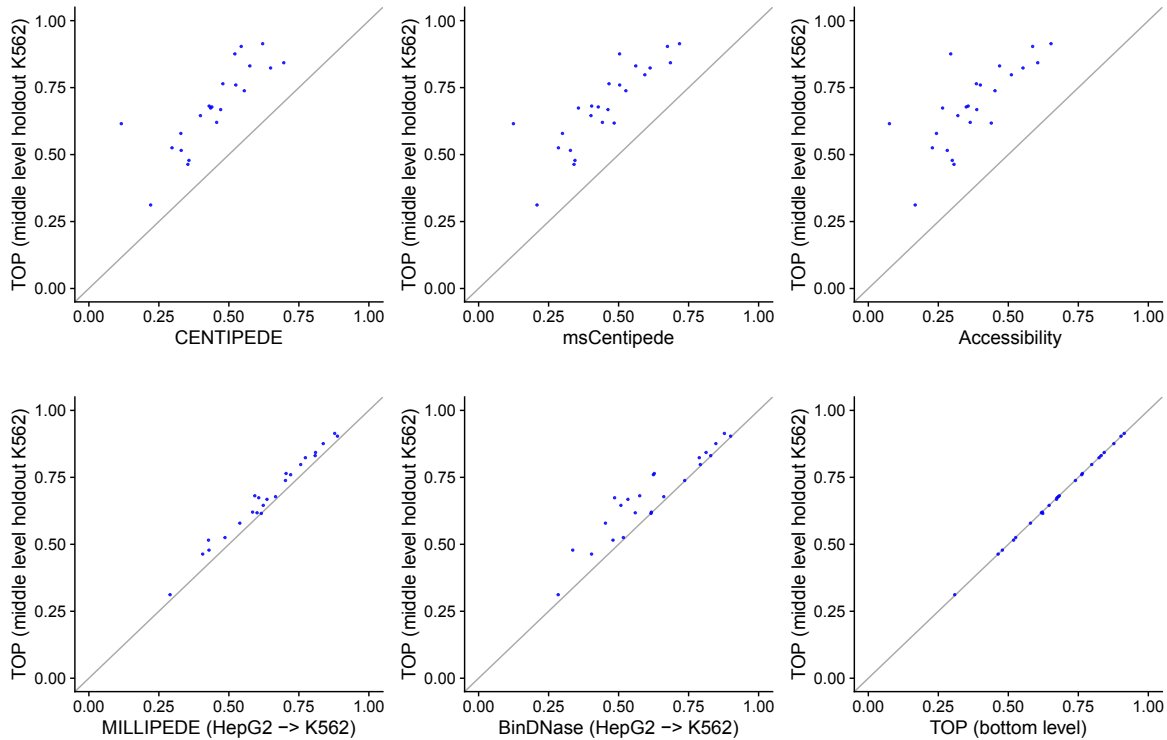 TOP (middle level holdout K562)
1.00
0.75
0.50
0.25
0.00
0.00 0.25 0.50 0.75 1.00
CENTIPEDE
TOP (middle level holdout K562)
1.00
0.75
0.50
0.25
0.00
0.00 0.25 0.50 0.75 1.00
msCentipede
TOP (middle level holdout K562)
1.00
0.75
0.50
0.25
0.00
0.00 0.25 0.50 0.75 1.00
Accessibility
TOP (middle level holdout K562)
1.00
0.75
0.50
0.25
0.00
0.00 0.25 0.50 0.75 1.00
MILLIPEDE (HepG2 −> K562)
TOP (middle level holdout K562)
1.00
0.75
0.50
0.25
0.00
0.00 0.25 0.50 0.75 1.00
BinDNase (HepG2 −> K562)
TOP (middle level holdout K562)
1.00
0.75
0.50
0.25
0.00
0.00 0.25 0.50 0.75 1.00
TOP (bottom level)